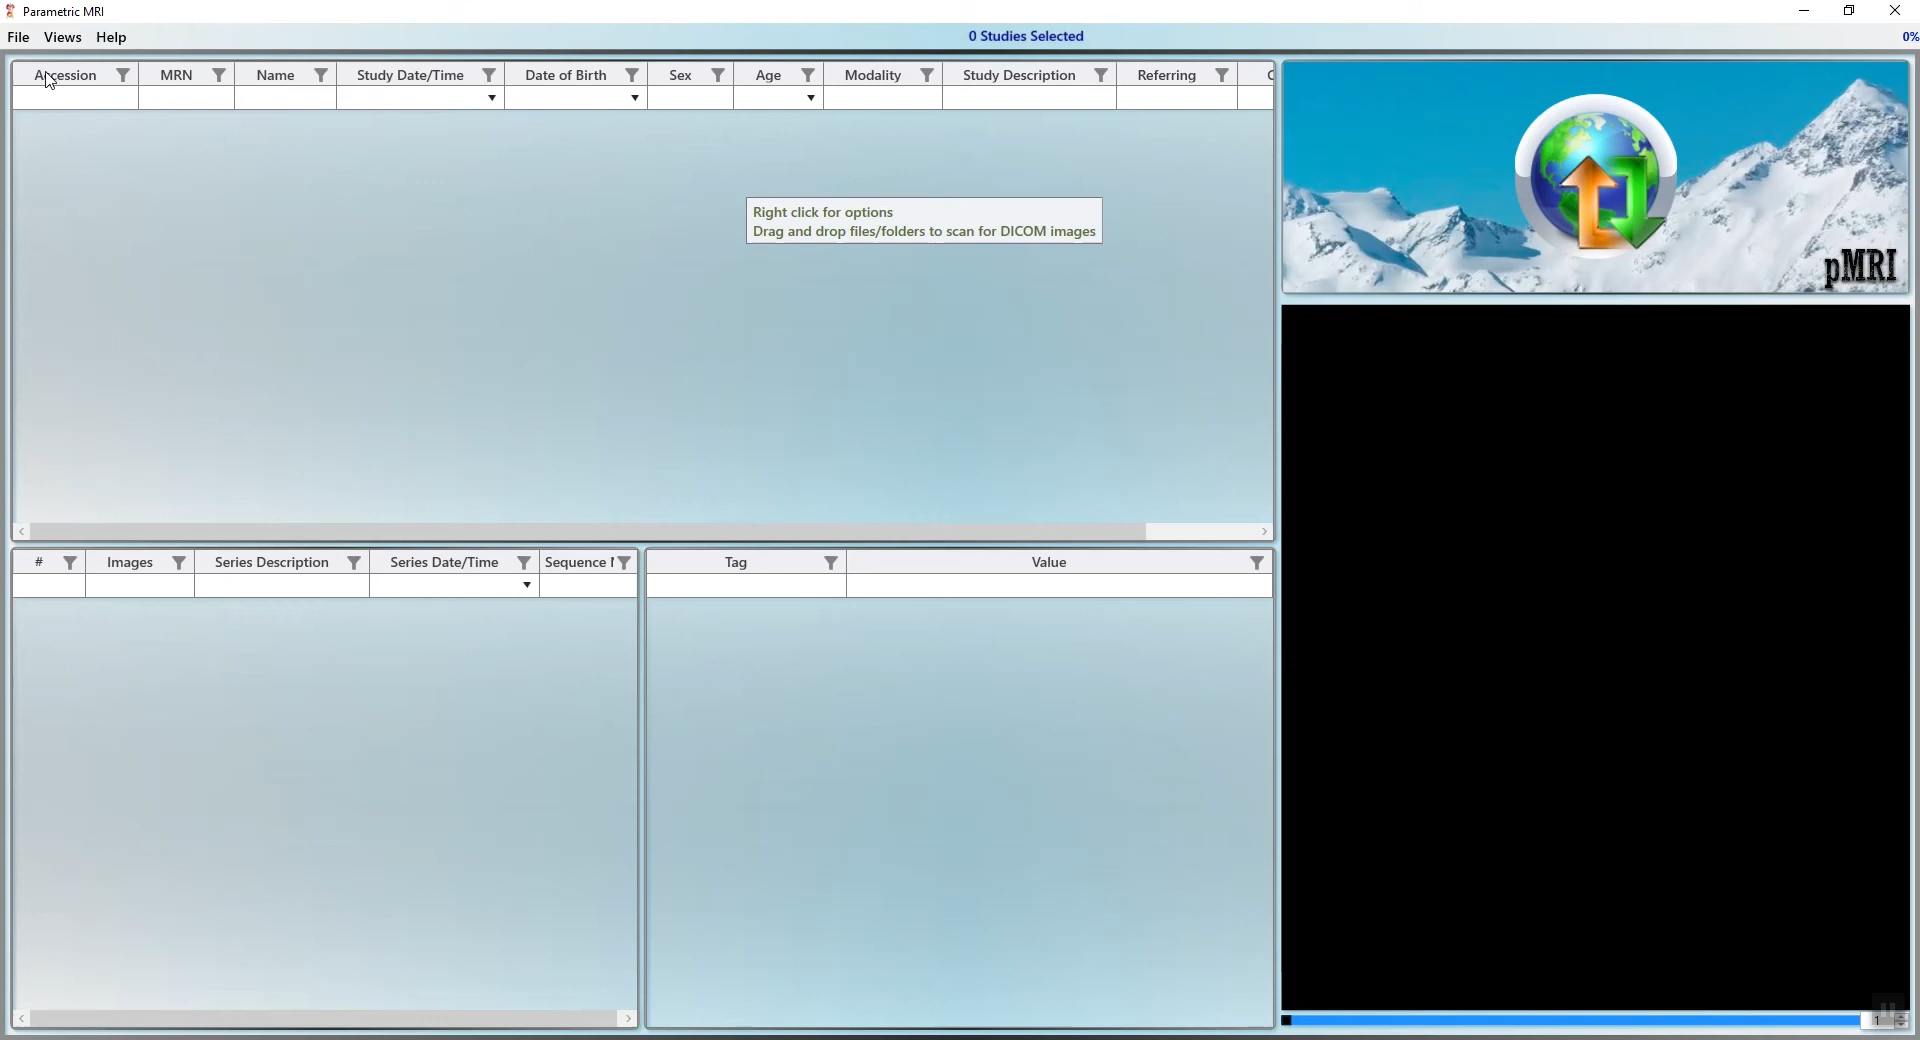 Parametric MRI
File Views Help
0 Studies Selected
0%
Accession MRN Name Study Date/Time Date of Birth Sex Age Modality Study Description Referring
Right click for options
Drag and drop files/folders to scan for DICOM images
pMRI
# Images Series Description Series Date/Time Sequence
Tag Value
1